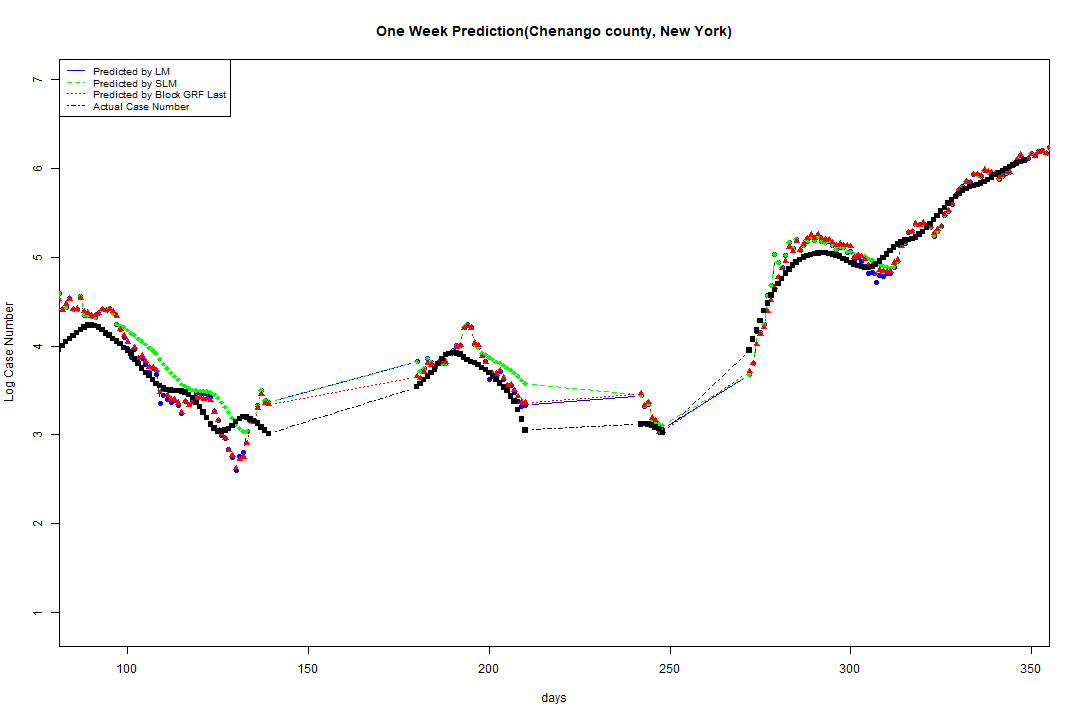 One Week Prediction(Chenango county, New York)
Predicted by LM
Predicted by SLM
Predicted by Block GRF Last
Actual Case Number
7
6
5
4
3
2
1
Log Case Number
100 150 200 250 300 350
days